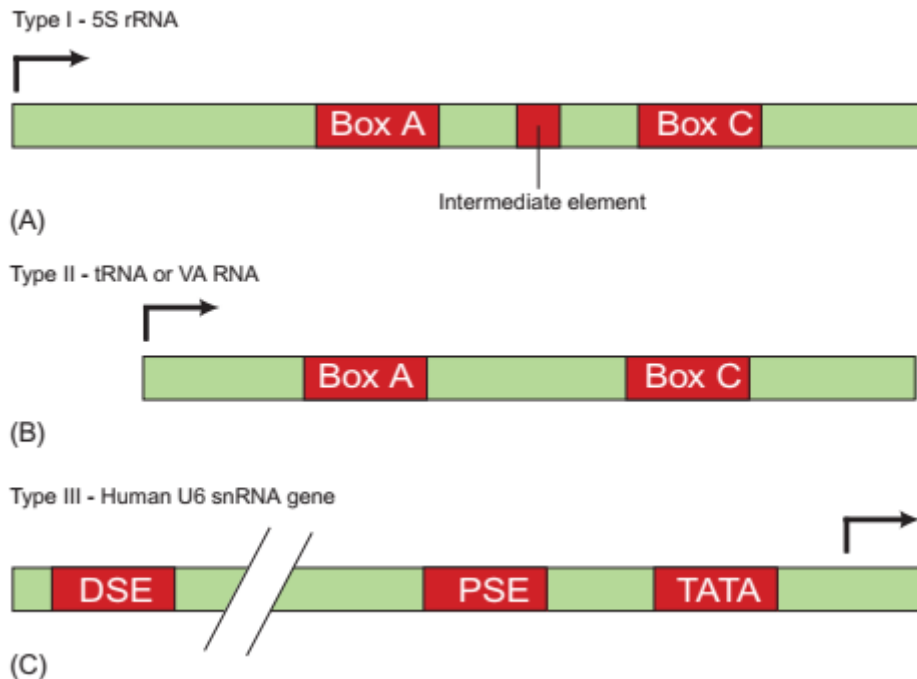 Type I - 5S rRNA
Box A
Box C
Intermediate element
(A)
Type II - tRNA or VA RNA
Box A
Box C
(B)
Type III - Human U6 snRNA gene
DSE
PSE
TATA
(C)